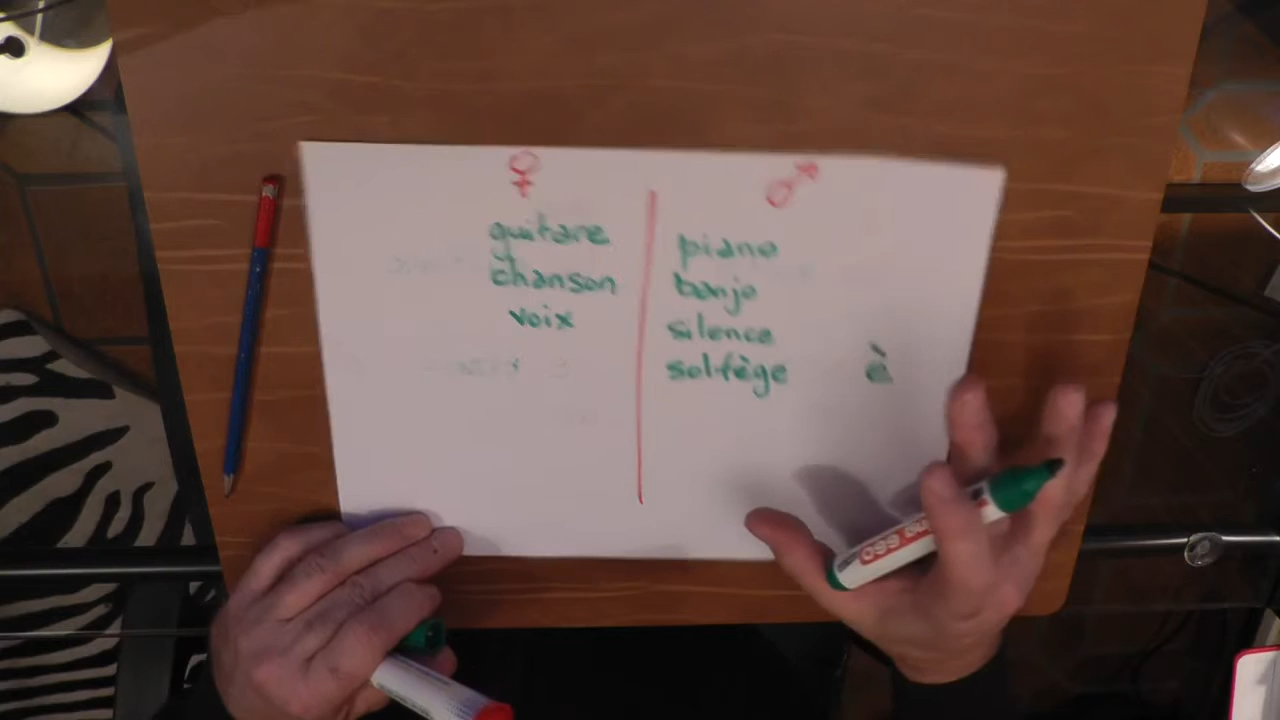 ♀
guitare
chanson
voix
♂
piano
banjo
silence
solfège
è